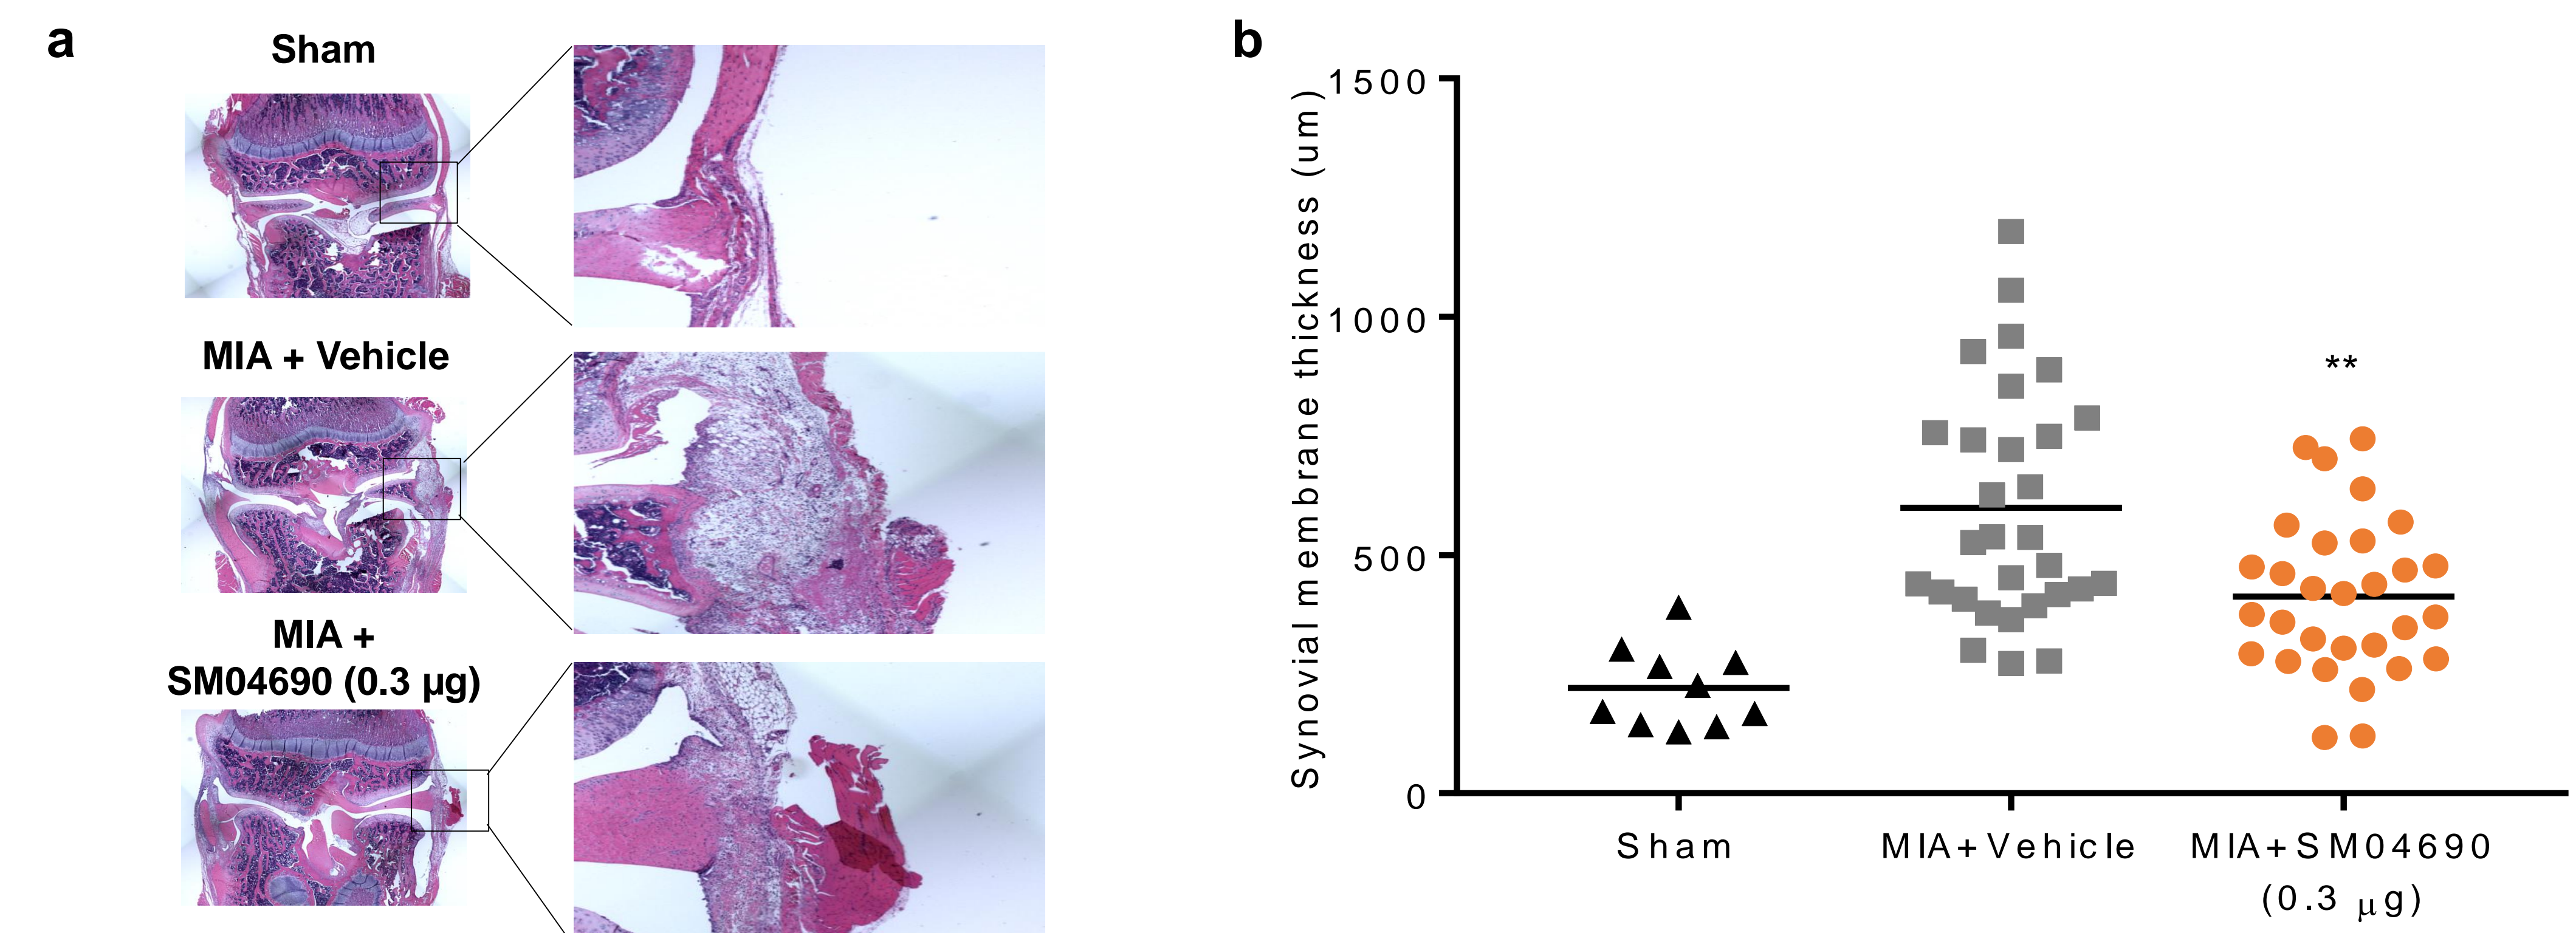 a
Sham
MIA + Vehicle
MIA +
SM04690 (0.3 µg)
b
Synovial membrane thickness (um)
1500
1000
500
0
**
Sham
MIA+Vehicle
MIA+SM04690
(0.3 µg)